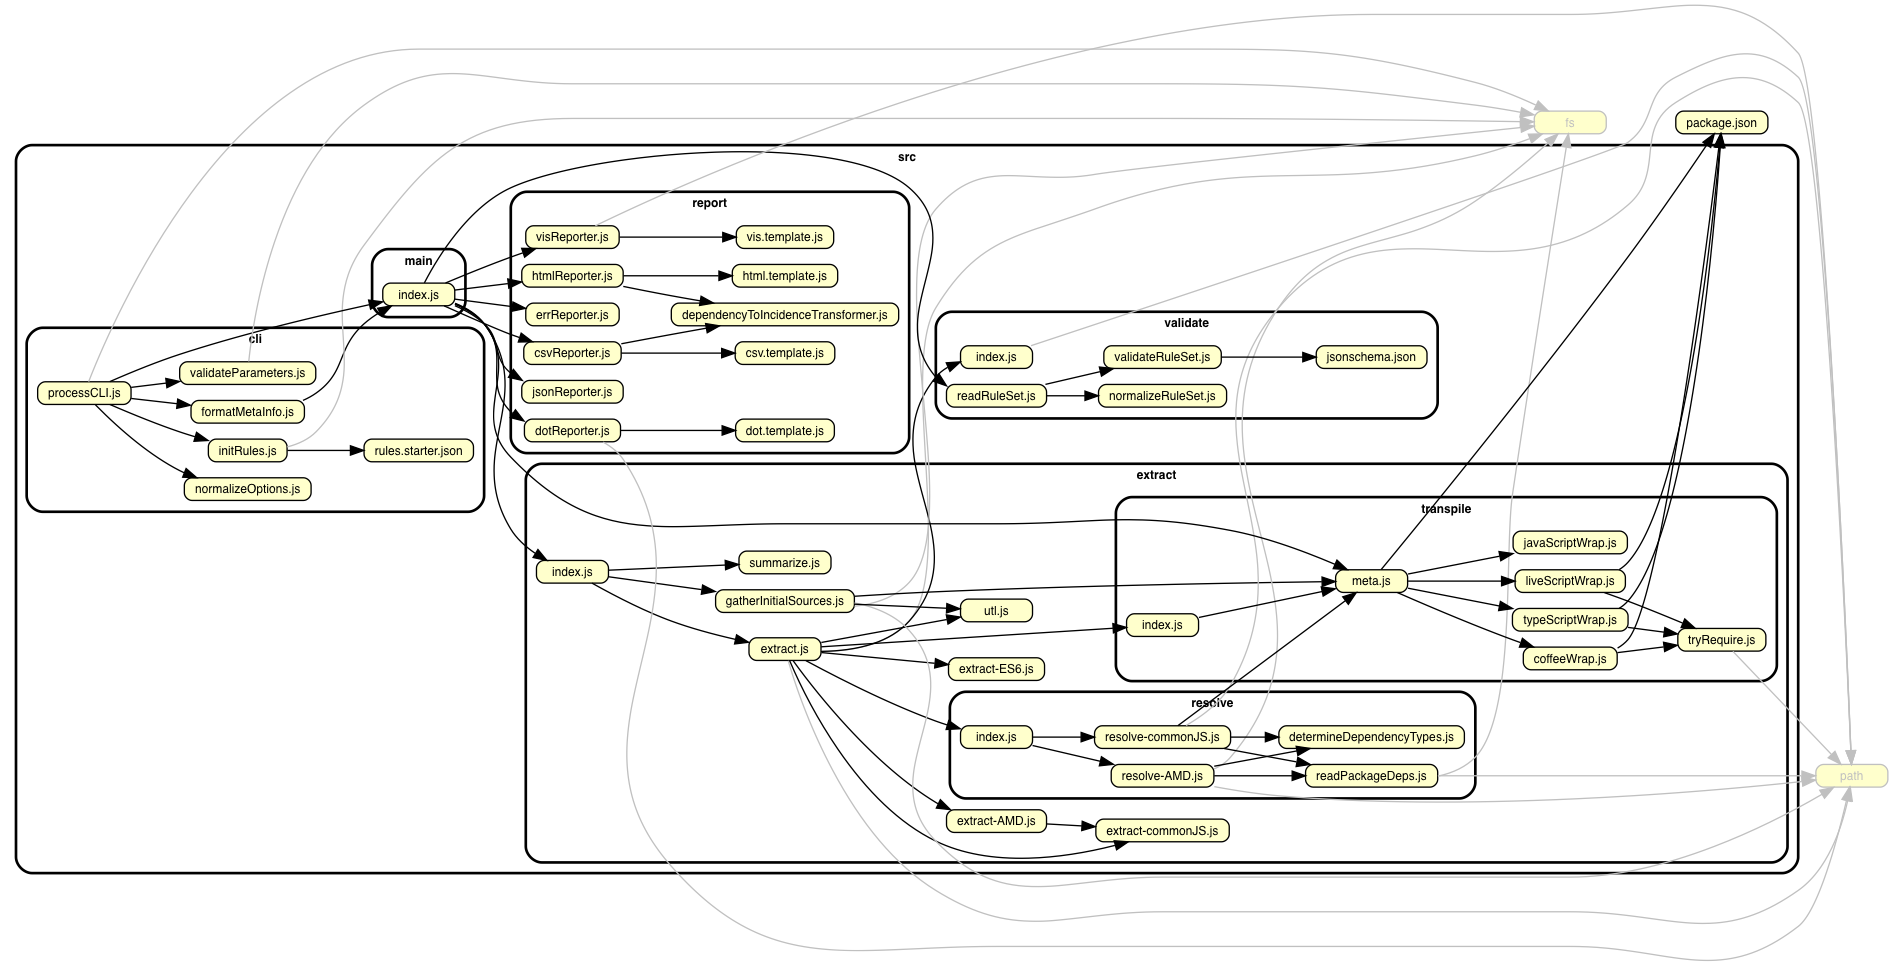 fs
package.json
src
report
visReporter.js
vis.template.js
main
htmlReporter.js
html.template.js
index.js
errReporter.js
dependencyToIncidenceTransformer.js
validate
cli
csvReporter.js
csv.template.js
index.js
validateRuleSet.js
jsonschema.json
validateParameters.js
processCLI.js
jsonReporter.js
readRuleSet.js
normalizeRuleSet.js
formatMetaInfo.js
dotReporter.js
dot.template.js
initRules.js
rules.starter.json
extract
normalizeOptions.js
transpile
javaScriptWrap.js
summarize.js
index.js
meta.js
liveScriptWrap.js
gatherInitialSources.js
utl.js
index.js
typeScriptWrap.js
tryRequire.js
extract.js
coffeeWrap.js
extract-ES6.js
resolve
index.js
resolve-commonJS.js
determineDependencyTypes.js
resolve-AMD.js
readPackageDeps.js
path
extract-AMD.js
extract-commonJS.js